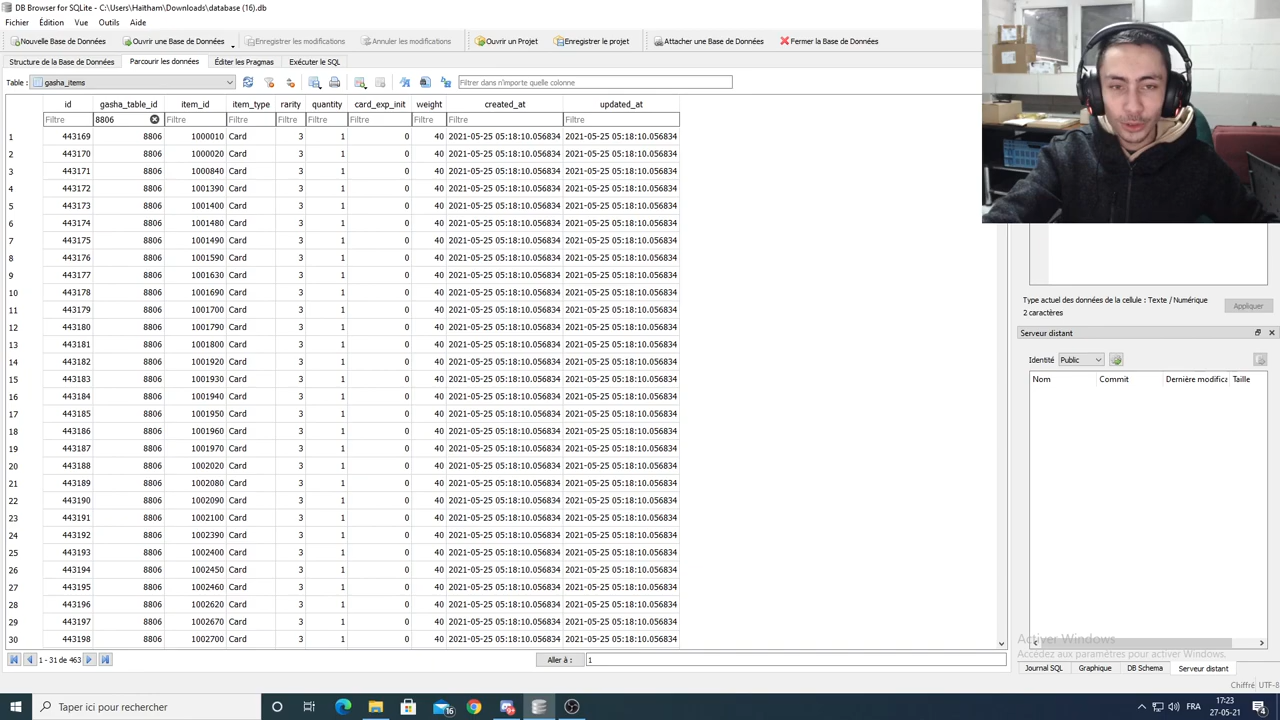 DB Browser for SQLite - C:\Users\Haitham\Downloads\database (16).db
Fichier Édition Vue Outils Aide
Nouvelle Base de Données Ouvrir une Base de Données Enregistrer les modifications Annuler les modifications Ouvrir un Projet Enregistrer le projet Attacher une Base de Données Fermer la Base de Données
Structure de la Base de Données Parcourir les données Éditer les Pragmas Exécuter le SQL
Table : gasha_items Filtrer dans n'importe quelle colonne
id gasha_table_id item_id item_type rarity quantity card_exp_init weight created_at updated_at
Filtre 8806 Filtre Filtre Filtre Filtre Filtre Filtre Filtre Filtre
1 443169 8806 1000010 Card 3 1 0 40 2021-05-25 05:18:10.056834 2021-05-25 05:18:10.056834
2 443170 8806 1000020 Card 3 1 0 40 2021-05-25 05:18:10.056834 2021-05-25 05:18:10.056834
3 443171 8806 1000840 Card 3 1 0 40 2021-05-25 05:18:10.056834 2021-05-25 05:18:10.056834
4 443172 8806 1001390 Card 3 1 0 40 2021-05-25 05:18:10.056834 2021-05-25 05:18:10.056834
5 443173 8806 1001400 Card 3 1 0 40 2021-05-25 05:18:10.056834 2021-05-25 05:18:10.056834
6 443174 8806 1001480 Card 3 1 0 40 2021-05-25 05:18:10.056834 2021-05-25 05:18:10.056834
7 443175 8806 1001490 Card 3 1 0 40 2021-05-25 05:18:10.056834 2021-05-25 05:18:10.056834
8 443176 8806 1001590 Card 3 1 0 40 2021-05-25 05:18:10.056834 2021-05-25 05:18:10.056834
9 443177 8806 1001630 Card 3 1 0 40 2021-05-25 05:18:10.056834 2021-05-25 05:18:10.056834
10 443178 8806 1001690 Card 3 1 0 40 2021-05-25 05:18:10.056834 2021-05-25 05:18:10.056834
11 443179 8806 1001700 Card 3 1 0 40 2021-05-25 05:18:10.056834 2021-05-25 05:18:10.056834
12 443180 8806 1001790 Card 3 1 0 40 2021-05-25 05:18:10.056834 2021-05-25 05:18:10.056834
13 443181 8806 1001800 Card 3 1 0 40 2021-05-25 05:18:10.056834 2021-05-25 05:18:10.056834
14 443182 8806 1001920 Card 3 1 0 40 2021-05-25 05:18:10.056834 2021-05-25 05:18:10.056834
15 443183 8806 1001930 Card 3 1 0 40 2021-05-25 05:18:10.056834 2021-05-25 05:18:10.056834
16 443184 8806 1001940 Card 3 1 0 40 2021-05-25 05:18:10.056834 2021-05-25 05:18:10.056834
17 443185 8806 1001950 Card 3 1 0 40 2021-05-25 05:18:10.056834 2021-05-25 05:18:10.056834
18 443186 8806 1001960 Card 3 1 0 40 2021-05-25 05:18:10.056834 2021-05-25 05:18:10.056834
19 443187 8806 1001970 Card 3 1 0 40 2021-05-25 05:18:10.056834 2021-05-25 05:18:10.056834
20 443188 8806 1002020 Card 3 1 0 40 2021-05-25 05:18:10.056834 2021-05-25 05:18:10.056834
21 443189 8806 1002080 Card 3 1 0 40 2021-05-25 05:18:10.056834 2021-05-25 05:18:10.056834
22 443190 8806 1002090 Card 3 1 0 40 2021-05-25 05:18:10.056834 2021-05-25 05:18:10.056834
23 443191 8806 1002100 Card 3 1 0 40 2021-05-25 05:18:10.056834 2021-05-25 05:18:10.056834
24 443192 8806 1002390 Card 3 1 0 40 2021-05-25 05:18:10.056834 2021-05-25 05:18:10.056834
25 443193 8806 1002400 Card 3 1 0 40 2021-05-25 05:18:10.056834 2021-05-25 05:18:10.056834
26 443194 8806 1002450 Card 3 1 0 40 2021-05-25 05:18:10.056834 2021-05-25 05:18:10.056834
27 443195 8806 1002460 Card 3 1 0 40 2021-05-25 05:18:10.056834 2021-05-25 05:18:10.056834
28 443196 8806 1002620 Card 3 1 0 40 2021-05-25 05:18:10.056834 2021-05-25 05:18:10.056834
29 443197 8806 1002670 Card 3 1 0 40 2021-05-25 05:18:10.056834 2021-05-25 05:18:10.056834
30 443198 8806 1002700 Card 3 1 0 40 2021-05-25 05:18:10.056834 2021-05-25 05:18:10.056834
1 - 31 de 463 Aller à : 1
Type actuel des données de la cellule : Texte / Numérique
2 caractères
Appliquer
Serveur distant
Identité Public
Nom Commit Dernière modifica Taille
Activer Windows
Accédez aux paramètres pour activer Windows.
Journal SQL Graphique DB Schema Serveur distant
Chiffré UTF-8
Taper ici pour rechercher 16 FRA 17:23 27-05-21 4